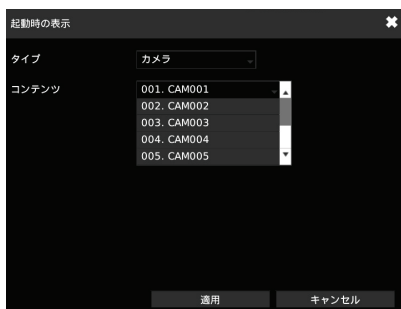 起動時の表示
タイプ カメラ
コンテンツ 001. CAM001
002. CAM002
003. CAM003
004. CAM004
005. CAM005
適用 キャンセル